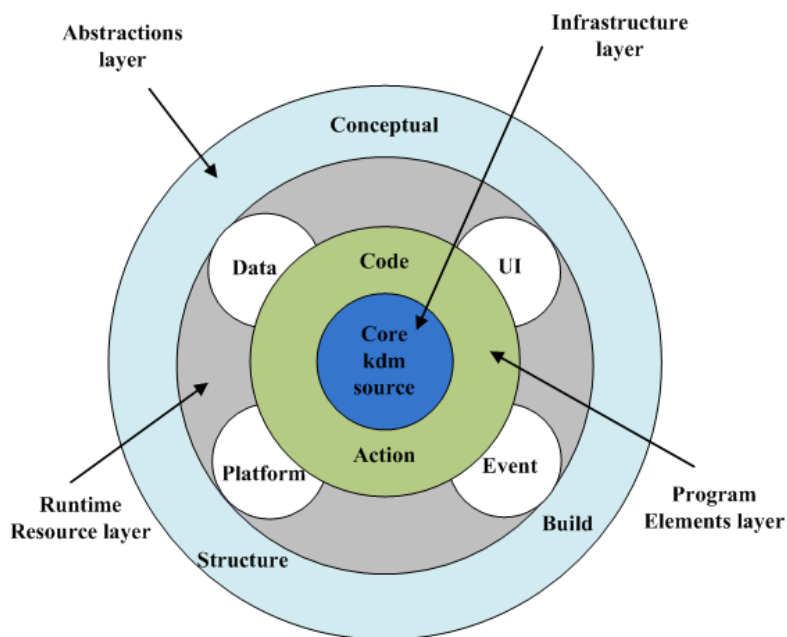 Abstractions
layer
Infrastructure
layer
Conceptual
Data
Code
UI
Core
kdm
source
Platform
Action
Event
Runtime
Resource layer
Structure
Build
Program
Elements layer